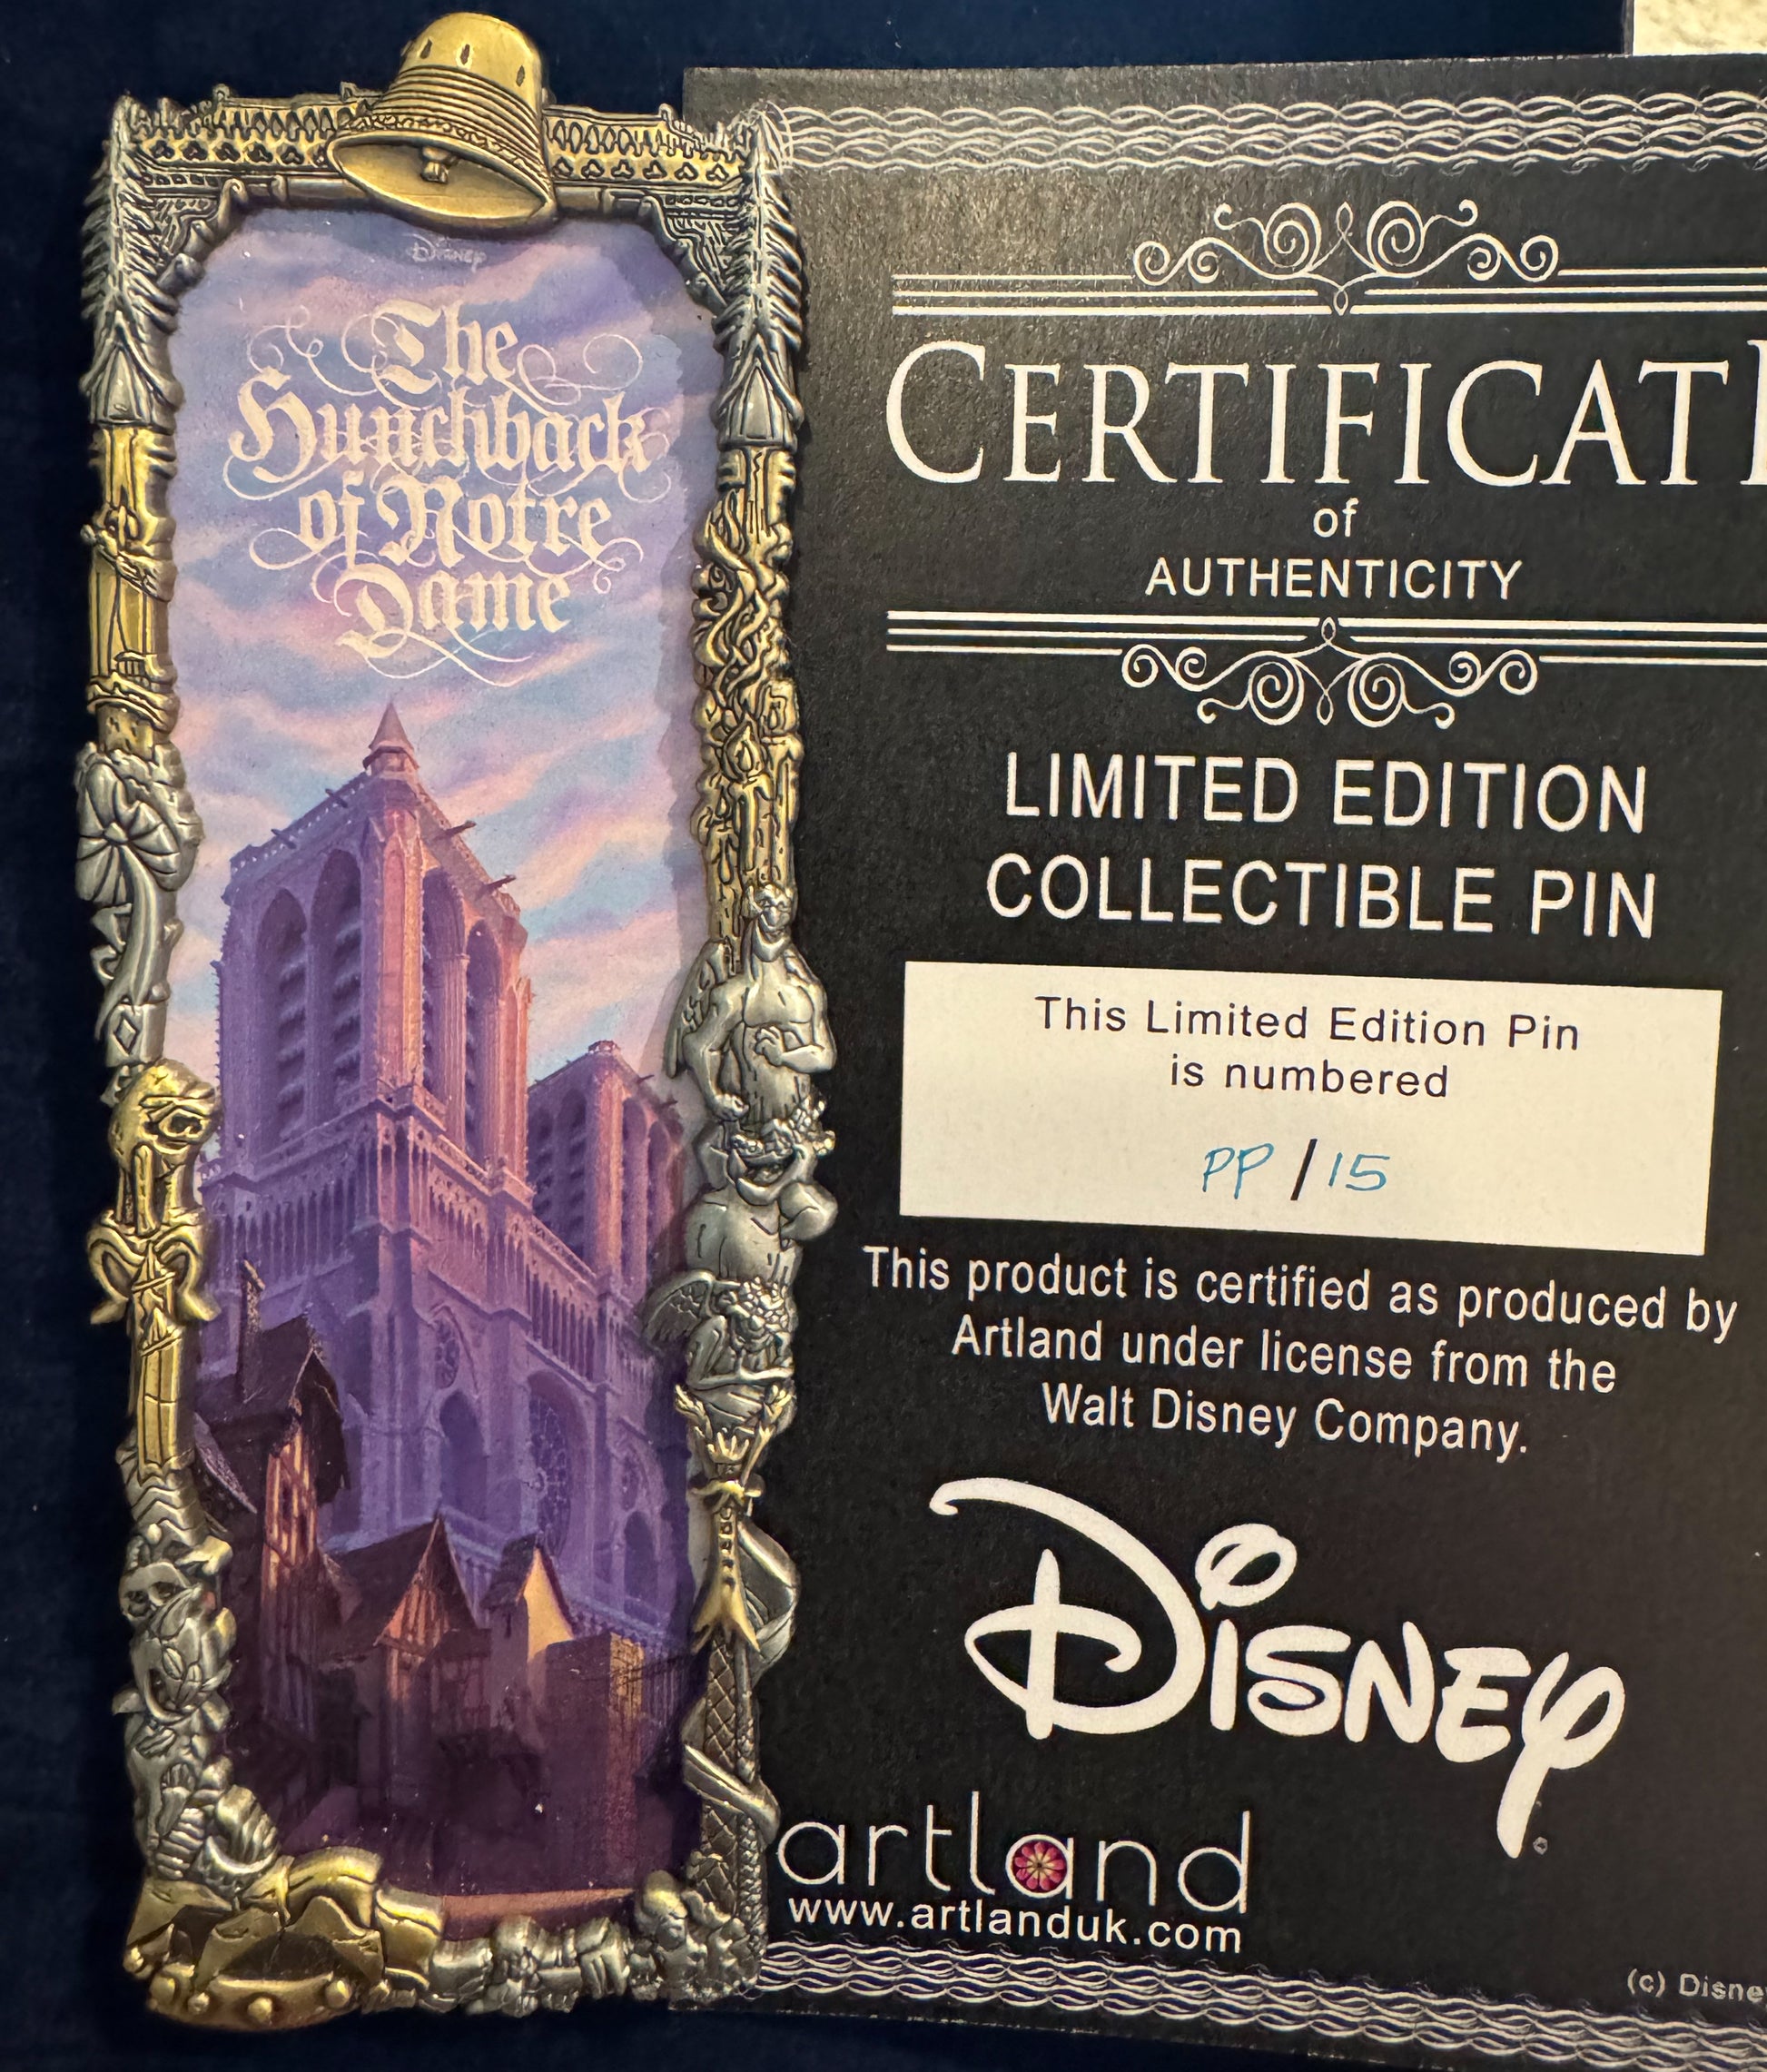 Disney
The
Hunchback
of Notre
Dame
CERTIFICATE
of
AUTHENTICITY
LIMITED EDITION
COLLECTIBLE PIN
This Limited Edition Pin
is numbered
PP / 15
This product is certified as produced by
Artland under license from the
Walt Disney Company.
Disney
artland
www.artlanduk.com
(c) Disney